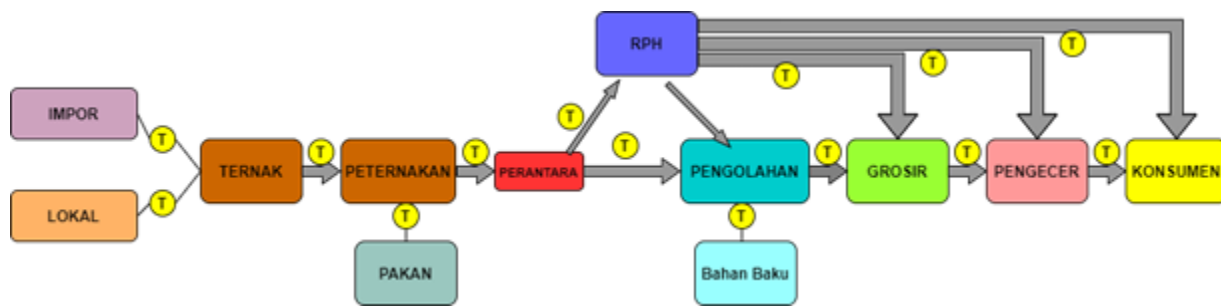 RPH
T
T
T
T
IMPOR
T
T
TERNAK
T
PETERNAKAN
T
PERANTARA
T
PENGOLAHAN
T
GROSIR
T
PENGECER
T
KONSUMEN
LOKAL
T
T
T
PAKAN
Bahan Baku